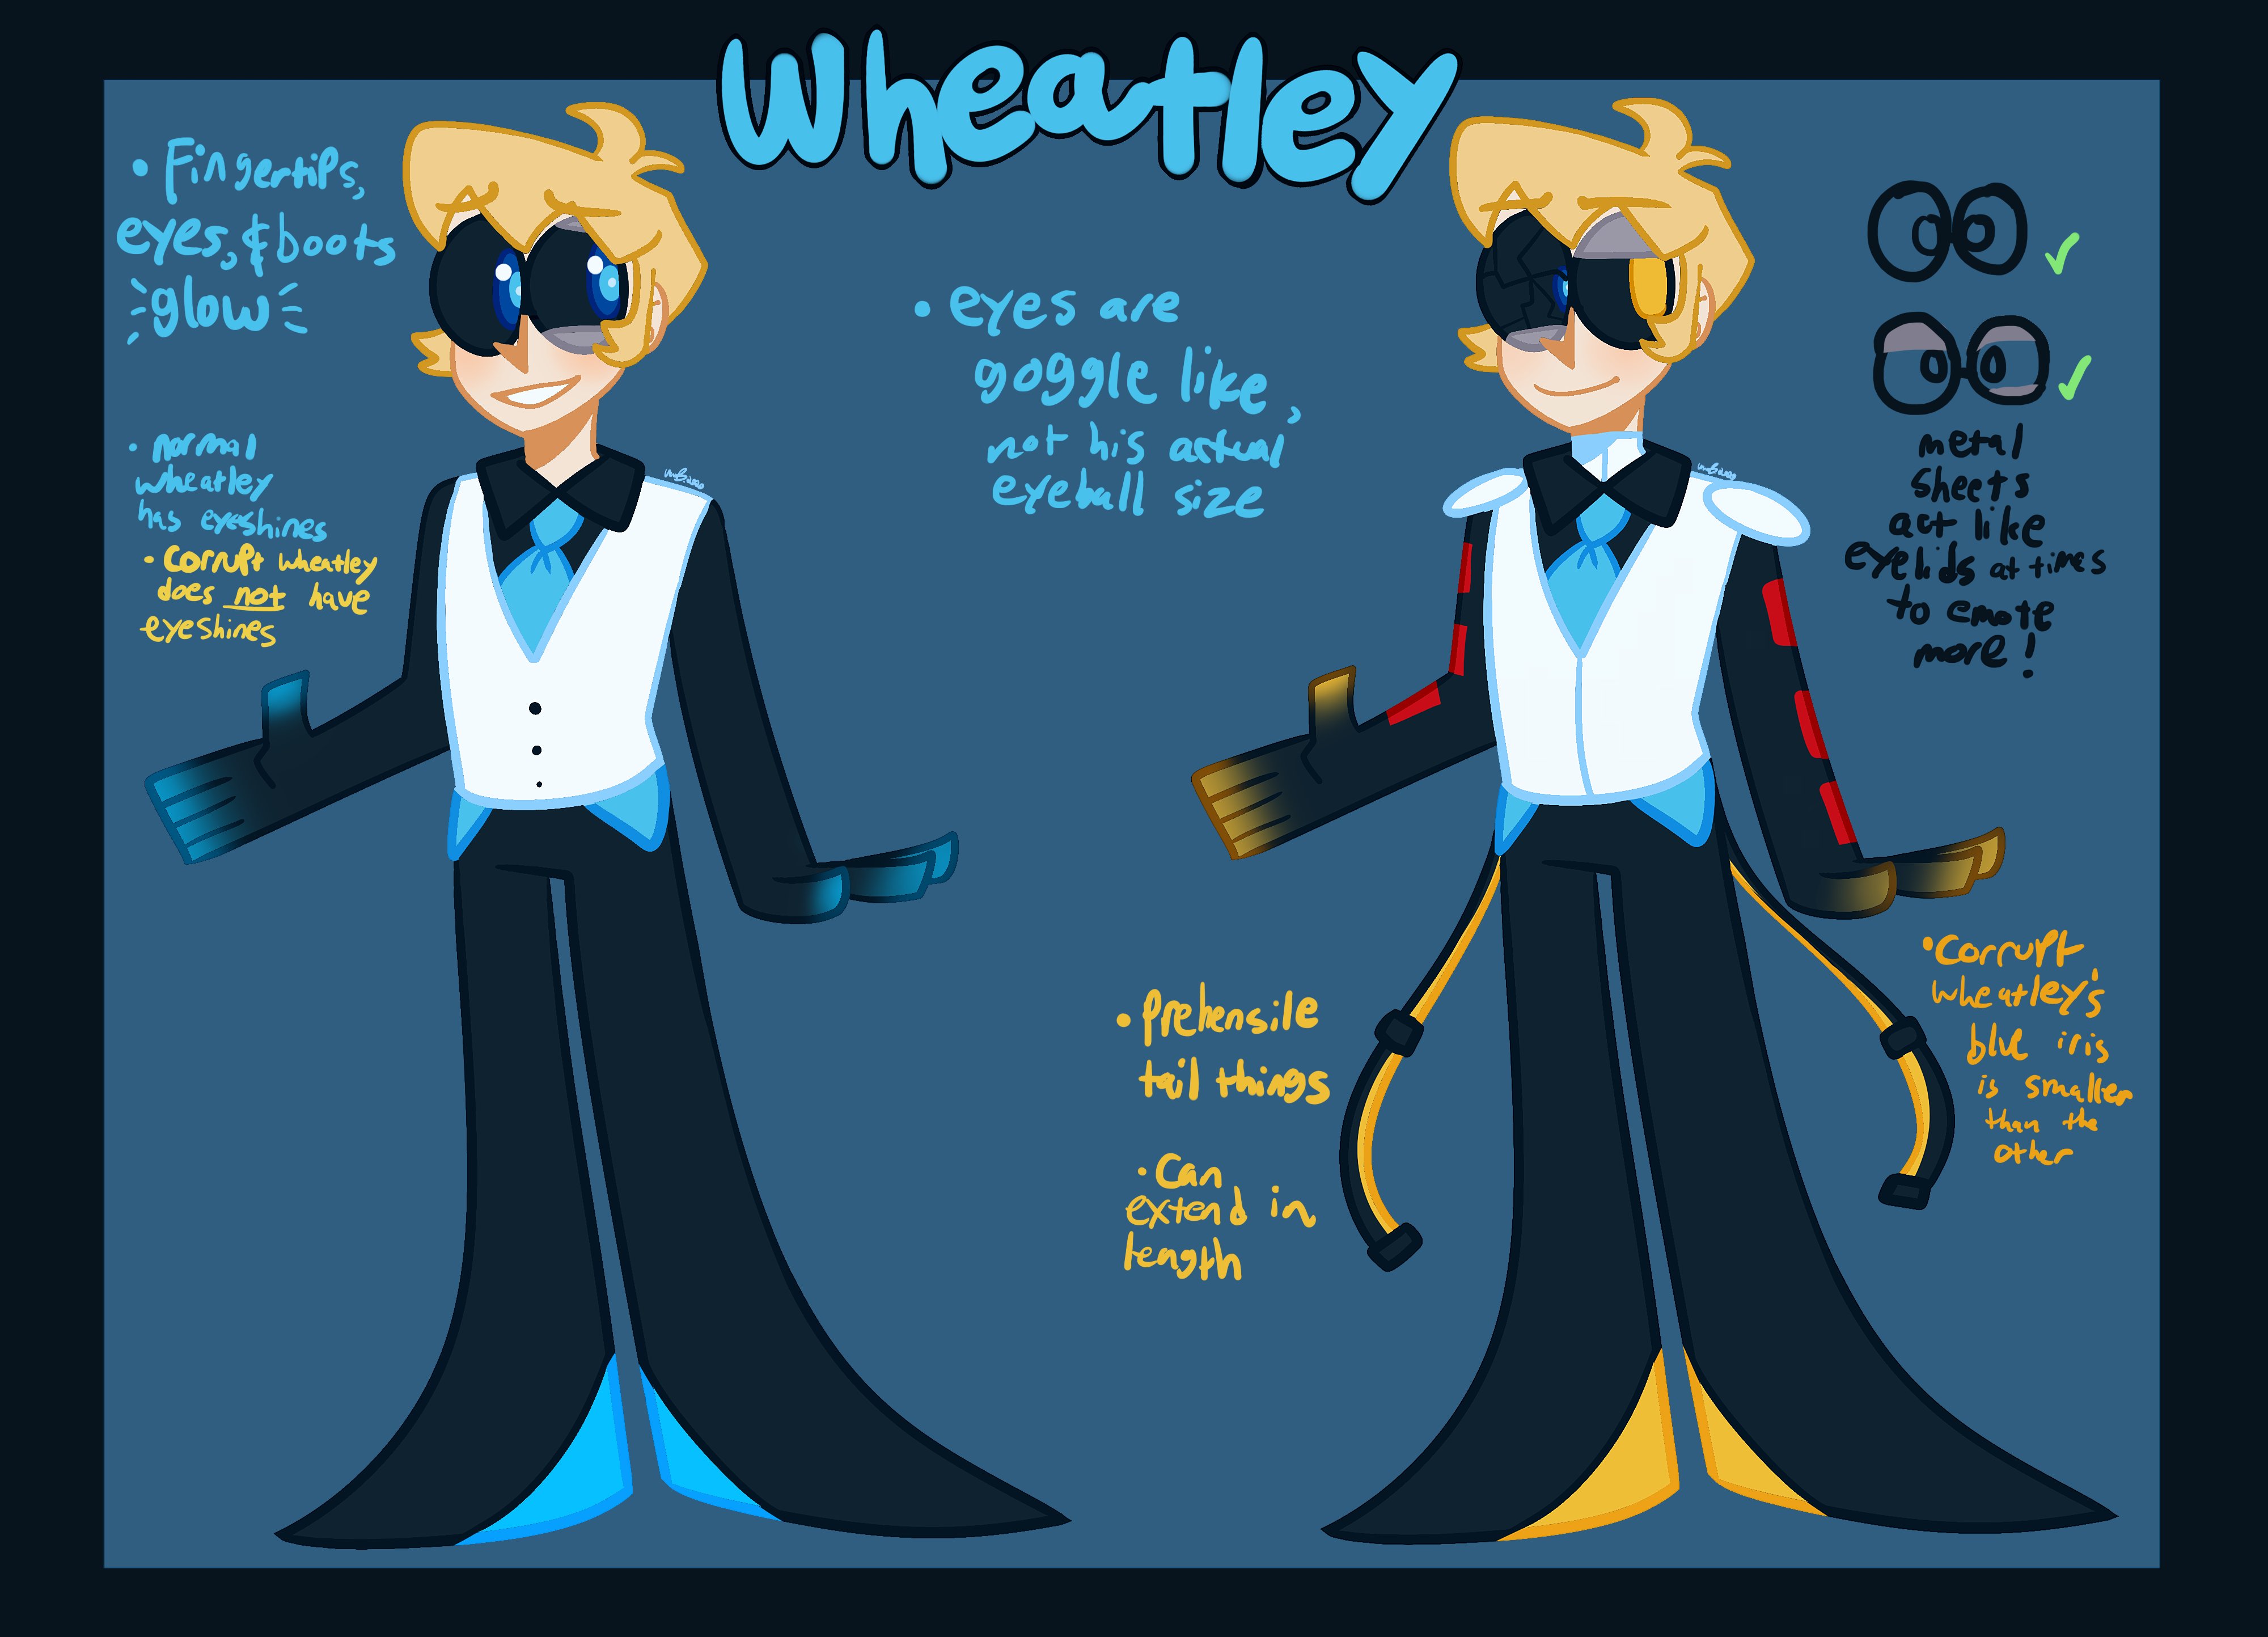 Wheatley
• Fingertips,
eyes, & boots
glow
• normal
wheatley
has eyeshines
• Corrupt wheatley
does not have
eyeshines
• eyes are
goggle like,
not his actual
eyeball size
metal
sheets
act like
eyelids at times
to emote
more!
• Prehensile
tail things
• Can
extend in
length
• Corrupt
wheatley's
blue iris
is smaller
than the
other